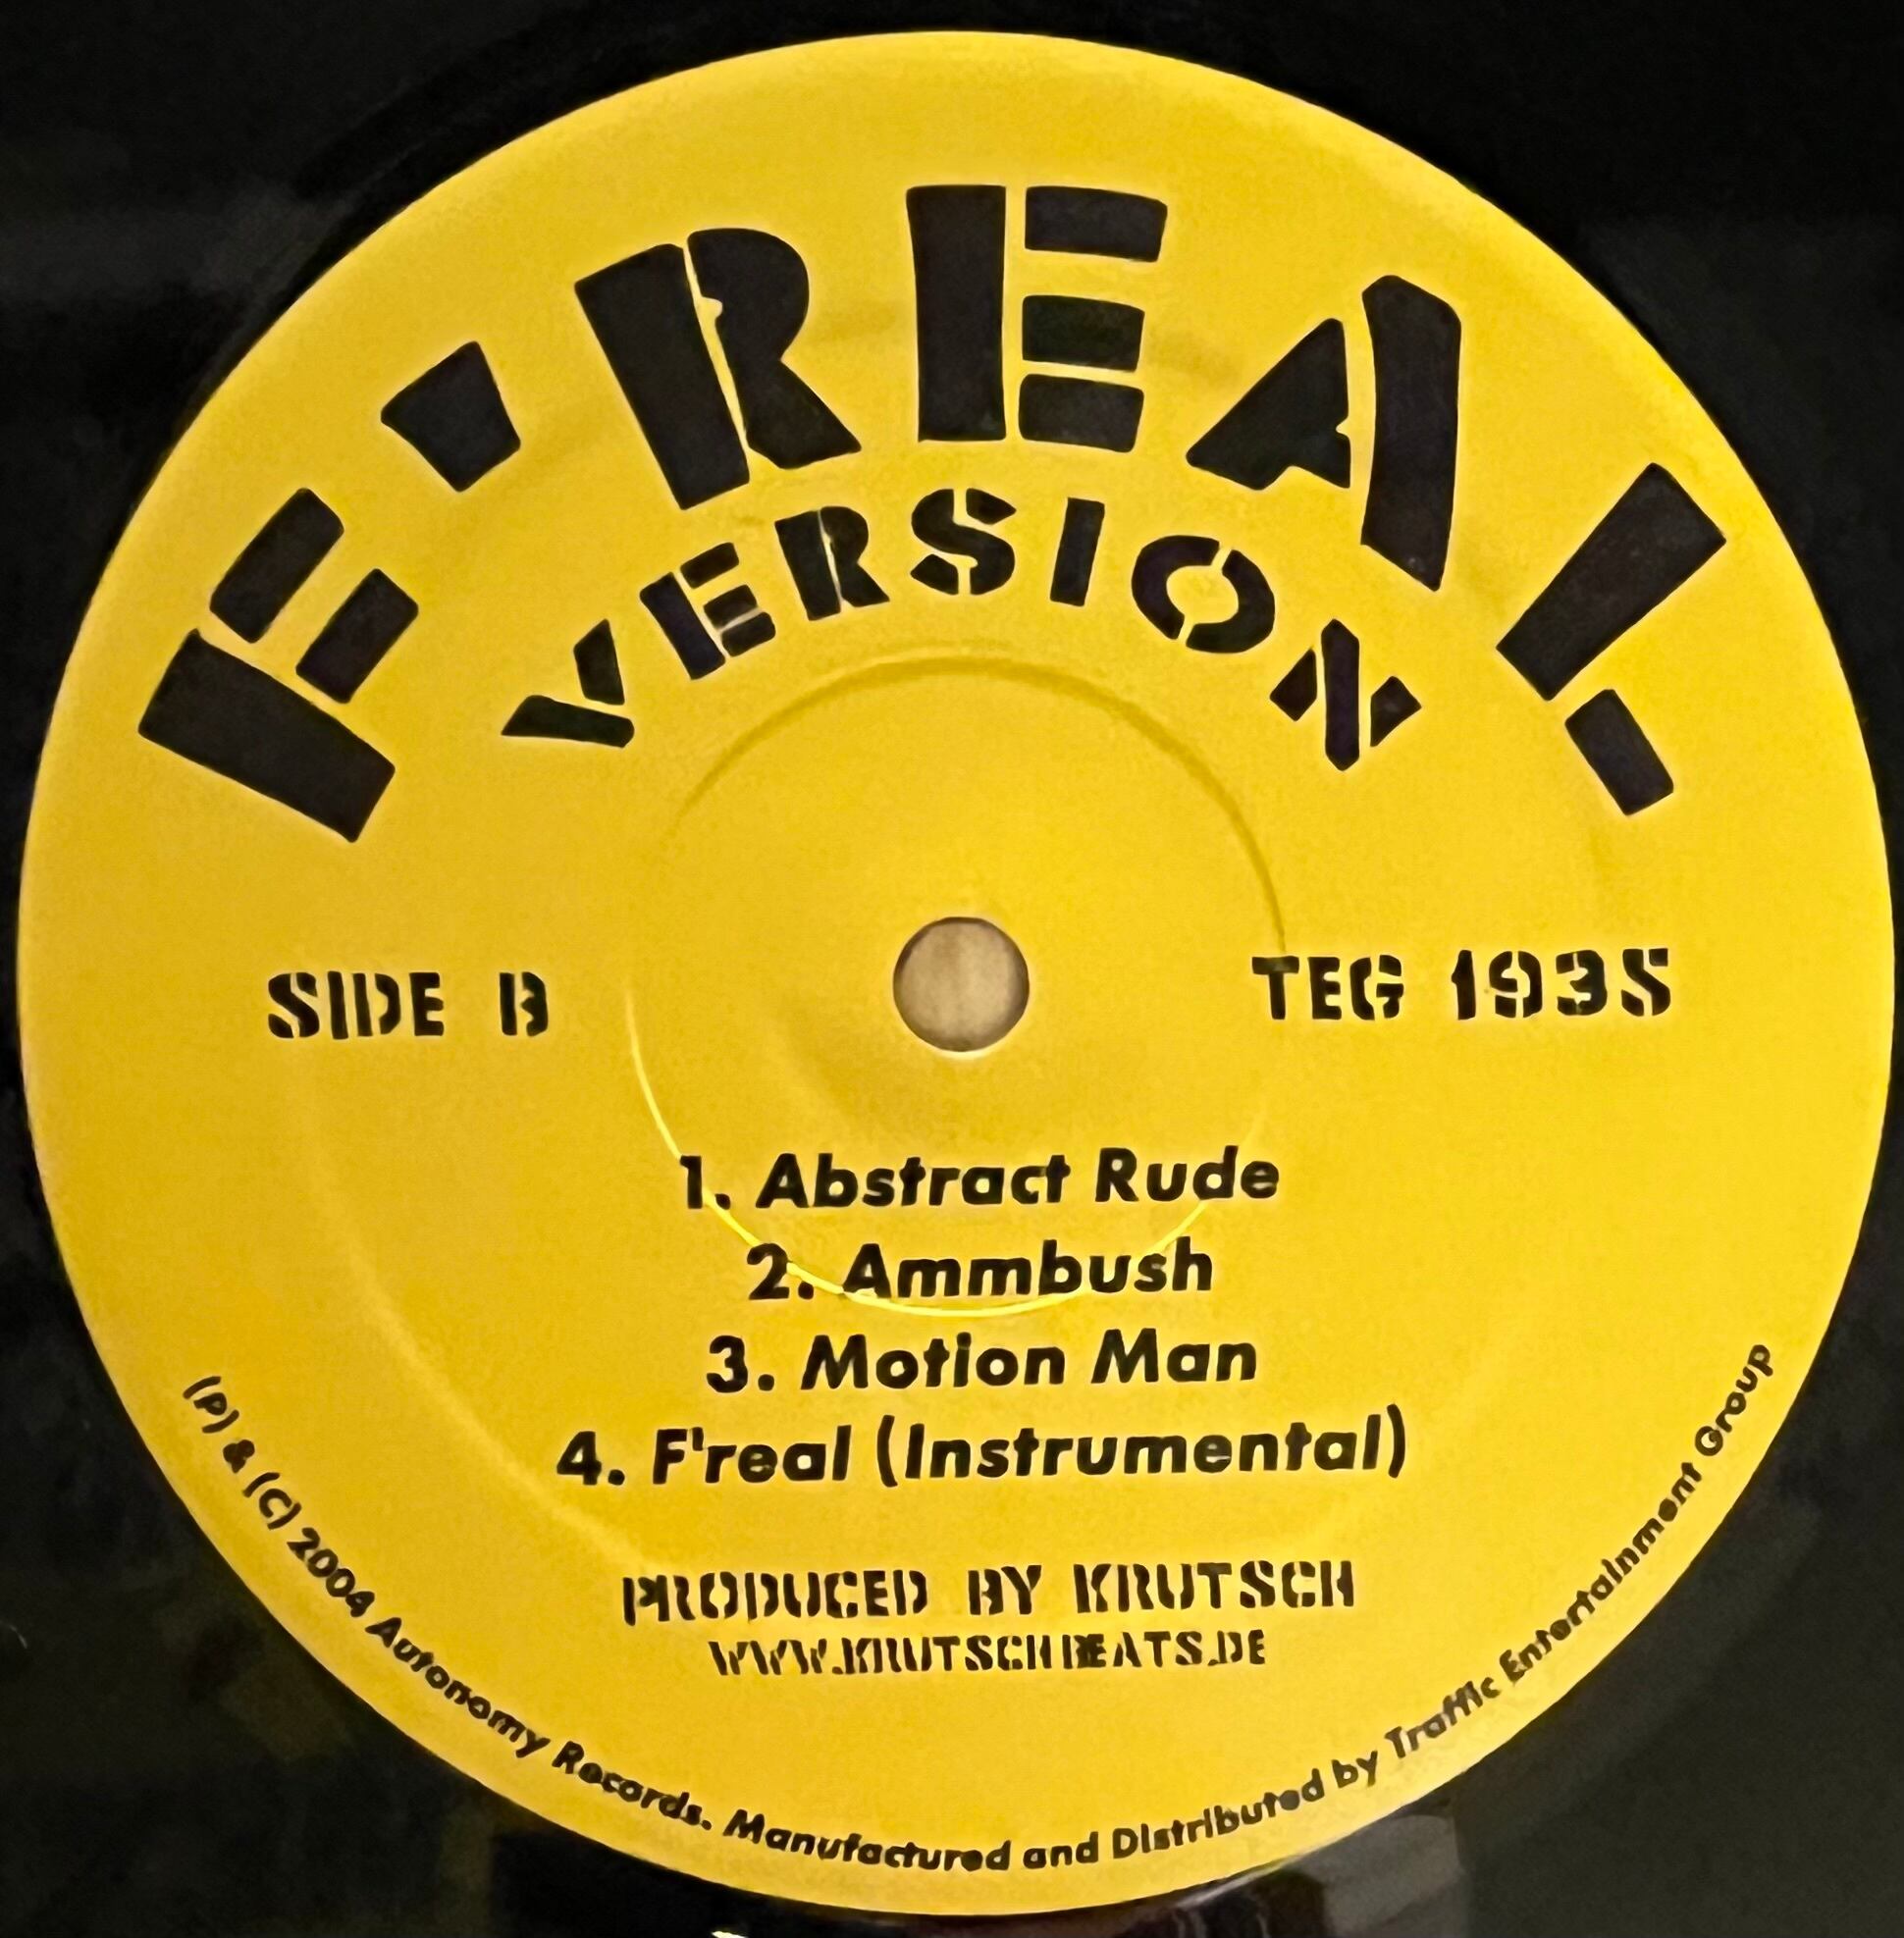 F'REAL
VERSION
SIDE B
TEG 1935
1. Abstract Rude
2. Ammbush
3. Motion Man
4. F'real (Instrumental)
PRODUCED BY KRUTSCH
WWW.KRUTSCHBEATS.DE
(P) & (C) 2004 Autonomy Records. Manufactured and Distributed by Traffic Entertainment Group